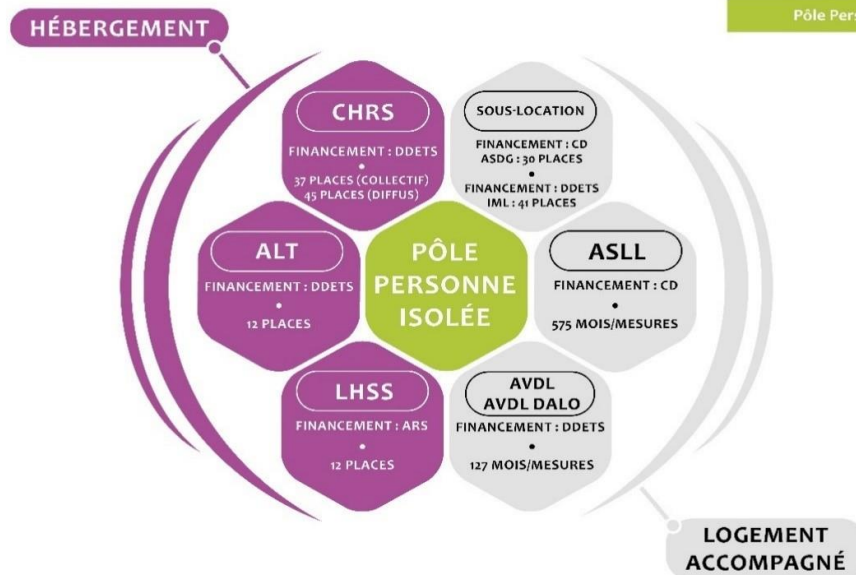 HÉBERGEMENT
Pôle Pers
CHRS
FINANCEMENT : DDETS
•
37 PLACES (COLLECTIF)
45 PLACES (DIFFUS)
SOUS-LOCATION
FINANCEMENT : CD
ASDG : 30 PLACES
•
FINANCEMENT : DDETS
IML : 41 PLACES
ALT
FINANCEMENT : DDETS
•
12 PLACES
PÔLE
PERSONNE
ISOLÉE
ASLL
FINANCEMENT : CD
•
575 MOIS/MESURES
LHSS
FINANCEMENT : ARS
•
12 PLACES
AVDL
AVDL DALO
FINANCEMENT : DDETS
•
127 MOIS/MESURES
LOGEMENT
ACCOMPAGNÉ